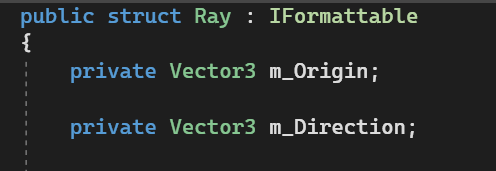 public struct Ray : IFormattable
{
    private Vector3 m_Origin;
    private Vector3 m_Direction;